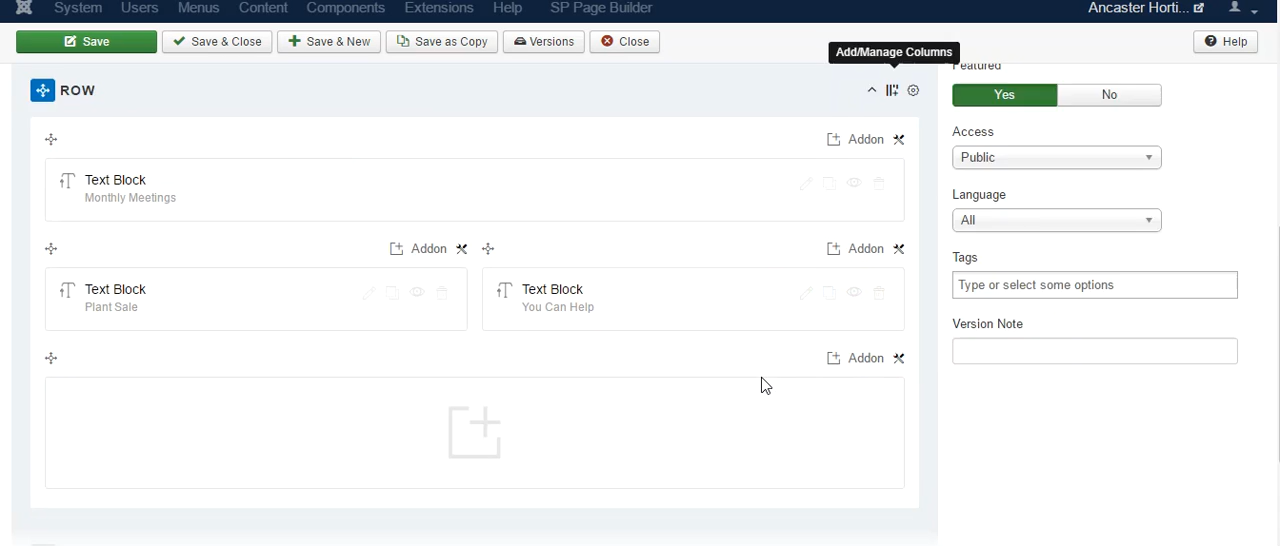 System Users Menus Content Components Extensions Help SP Page Builder Ancaster Horti...
Save Save & Close Save & New Save as Copy Versions Close Help
Add/Manage Columns
Featured
ROW
Yes No
Access
Addon
Public
Text Block
Monthly Meetings
Language
All
Addon Addon
Tags
Text Block Text Block
Type or select some options
Plant Sale You Can Help
Version Note
Addon